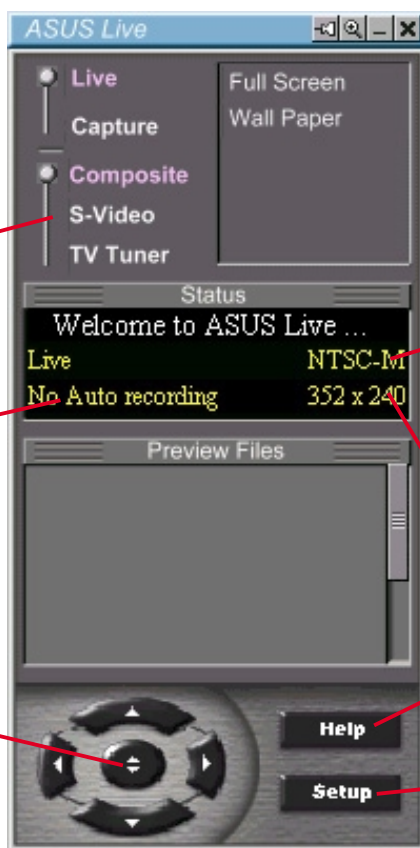 ASUS Live
Live
Capture
Composite
S-Video
TV Tuner
Full Screen
Wall Paper
Status
Welcome to ASUS Live ...
Live NTSC-M
No Auto recording 352 x 240
Preview Files
Help
Setup